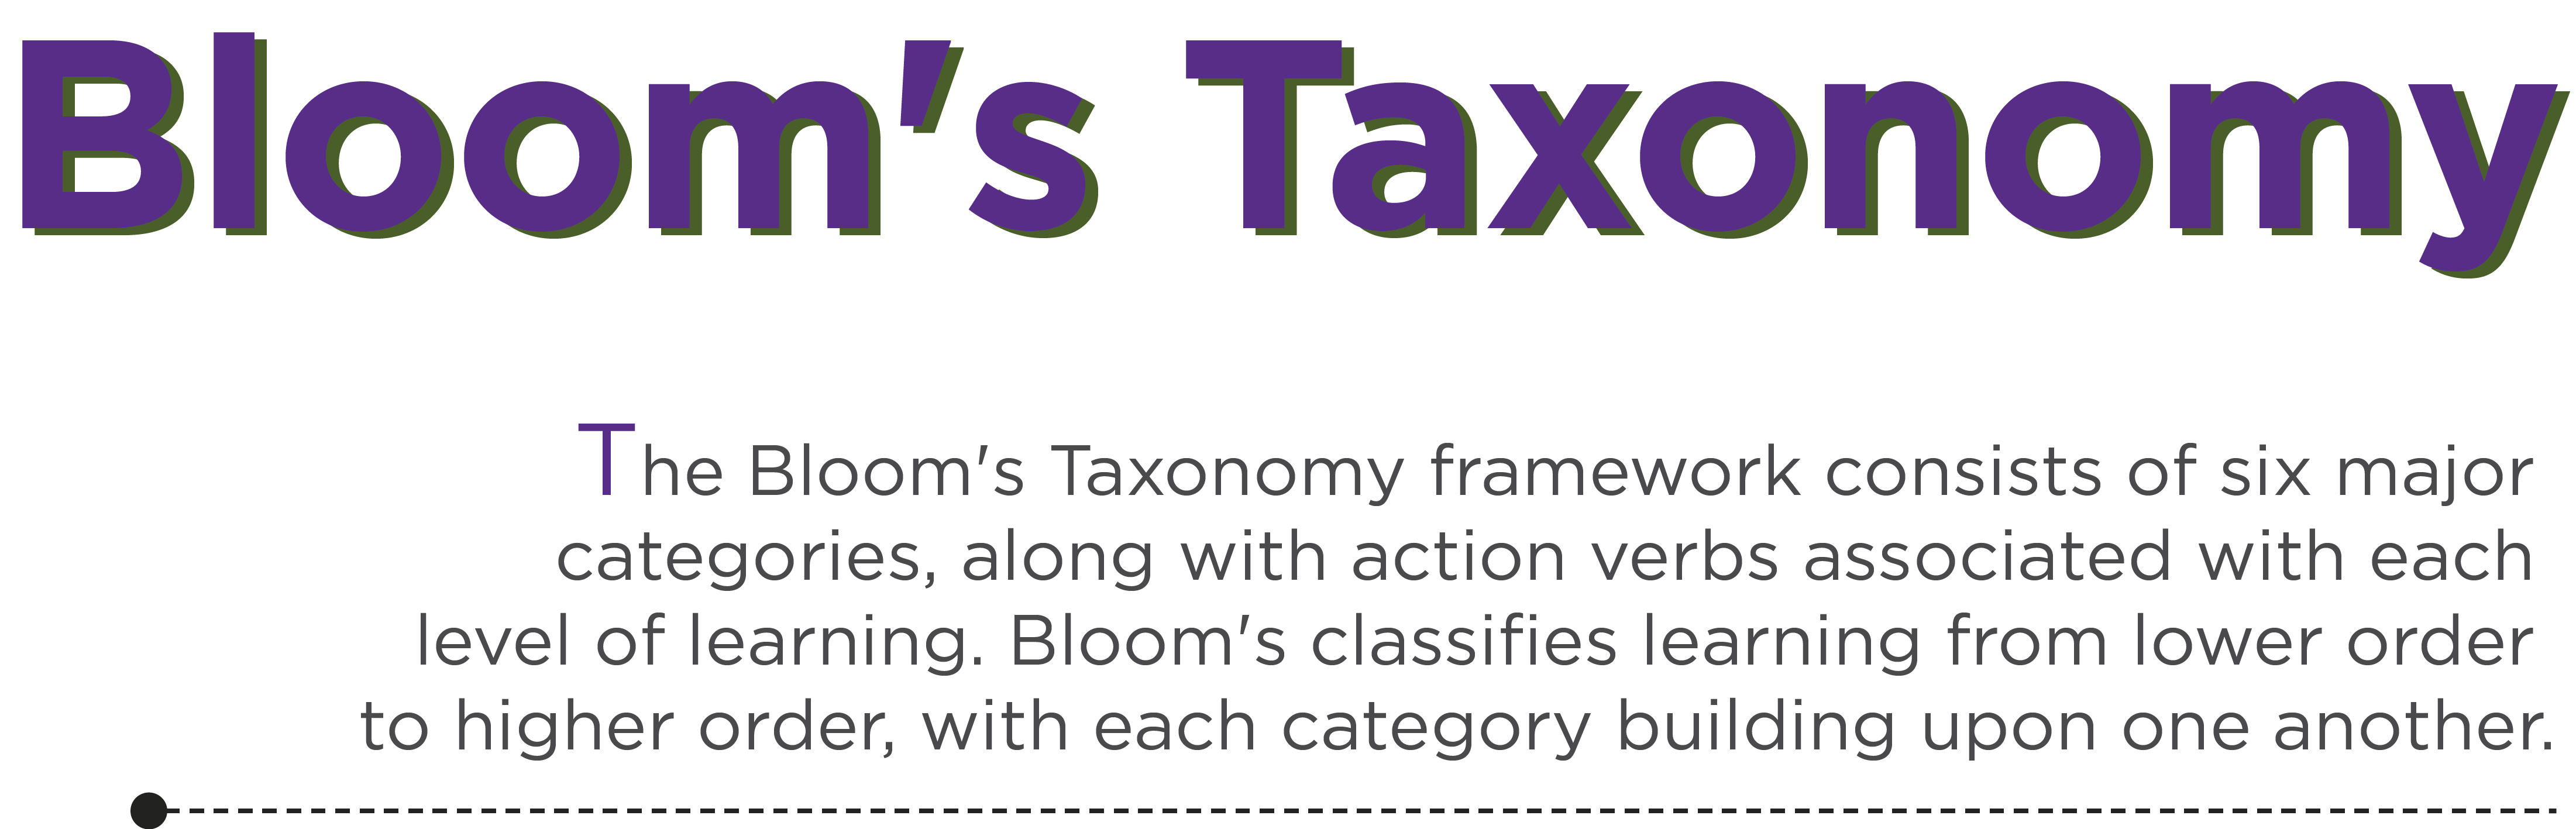 Bloom's Taxonomy
The Bloom's Taxonomy framework consists of six major
categories, along with action verbs associated with each
level of learning. Bloom's classifies learning from lower order
to higher order, with each category building upon one another.